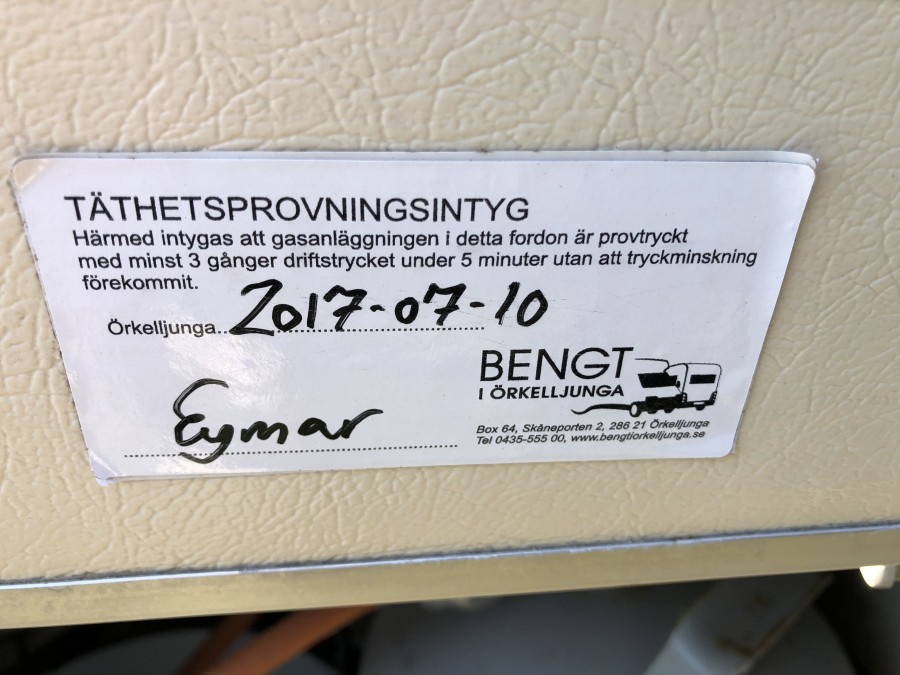 TÄTHETSPROVNINGSINTYG
Härmed intygas att gasanläggningen i detta fordon är provtryckt
med minst 3 gånger driftstrycket under 5 minuter utan att tryckminskning
förekommit.
Örkelljunga..2017-07-10
BENGT
I ÖRKELLJUNGA
Eymar
Box 64, Skåneporten 2, 286 21 Örkelljunga
Tel 0435-555 00, www.bengtiorkelljunga.se